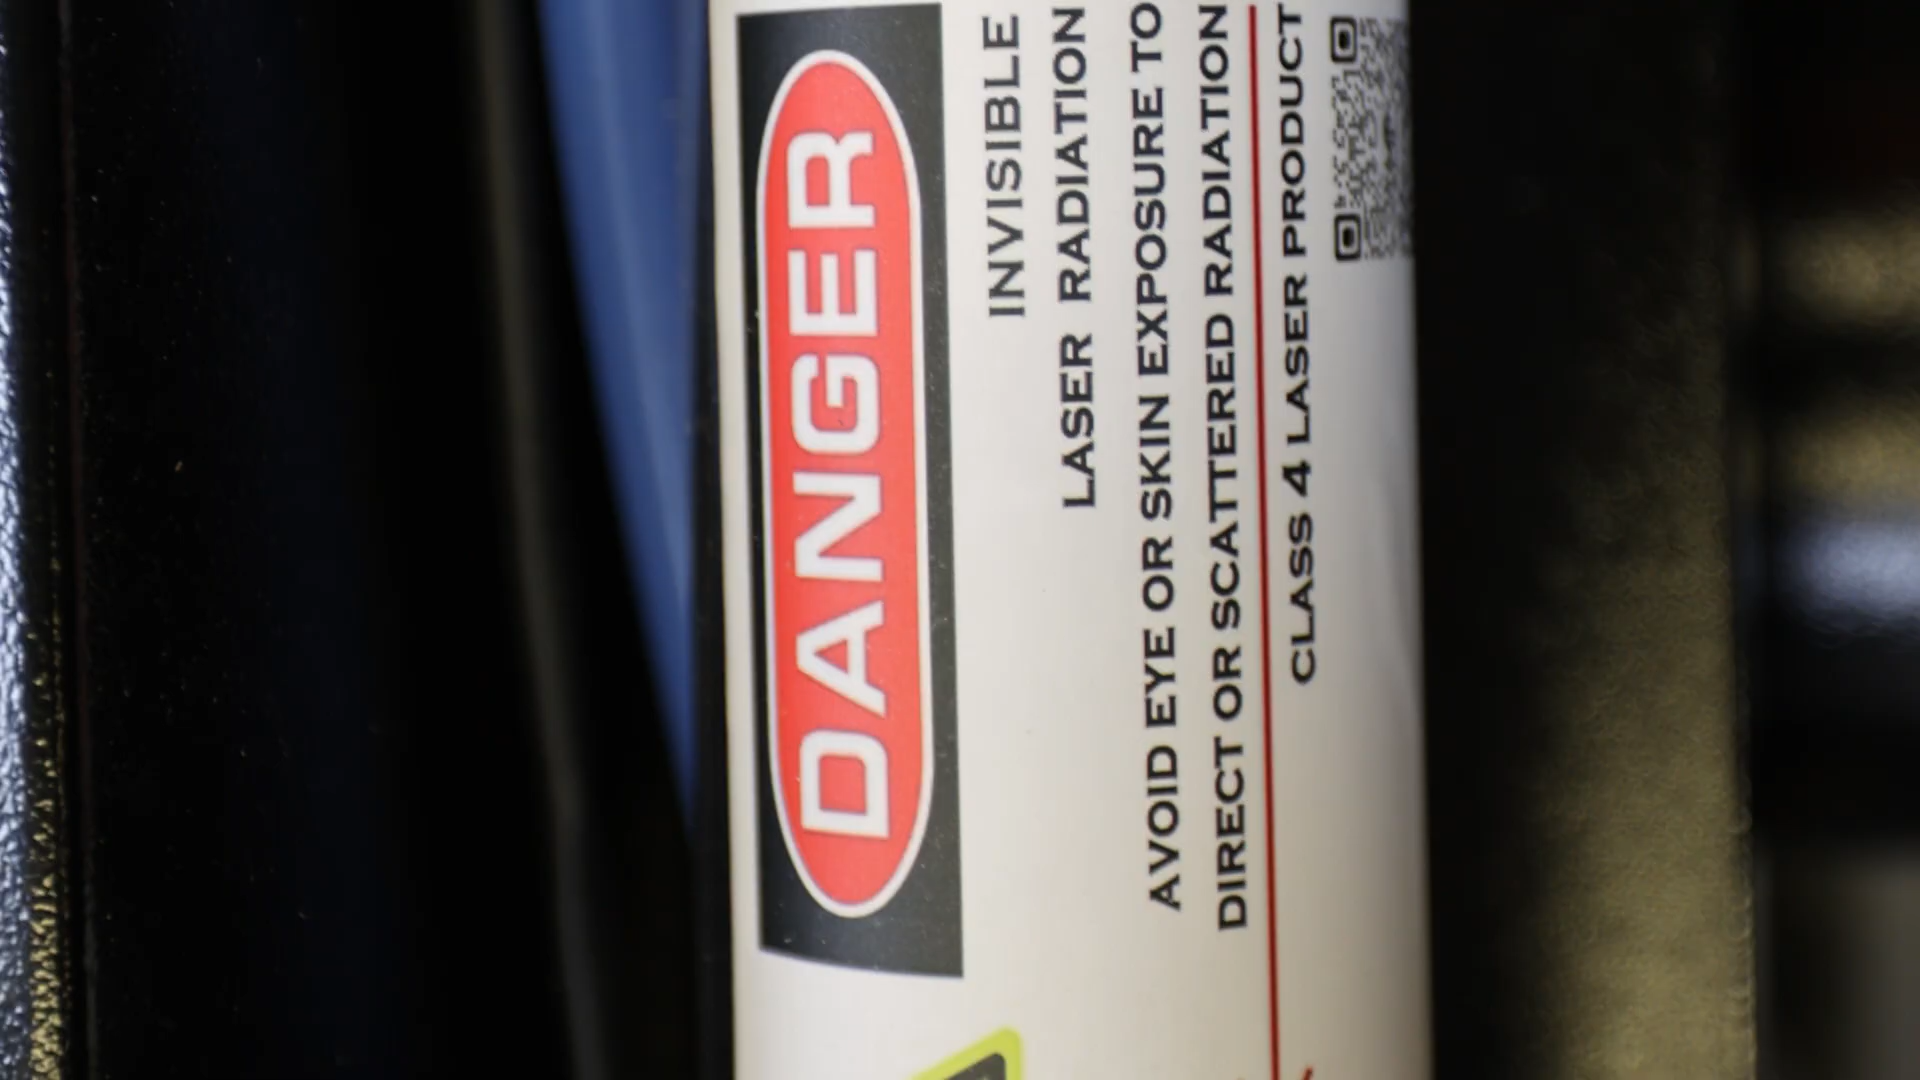 DANGER
INVISIBLE
LASER RADIATION
AVOID EYE OR SKIN EXPOSURE TO
DIRECT OR SCATTERED RADIATION
CLASS 4 LASER PRODUCT